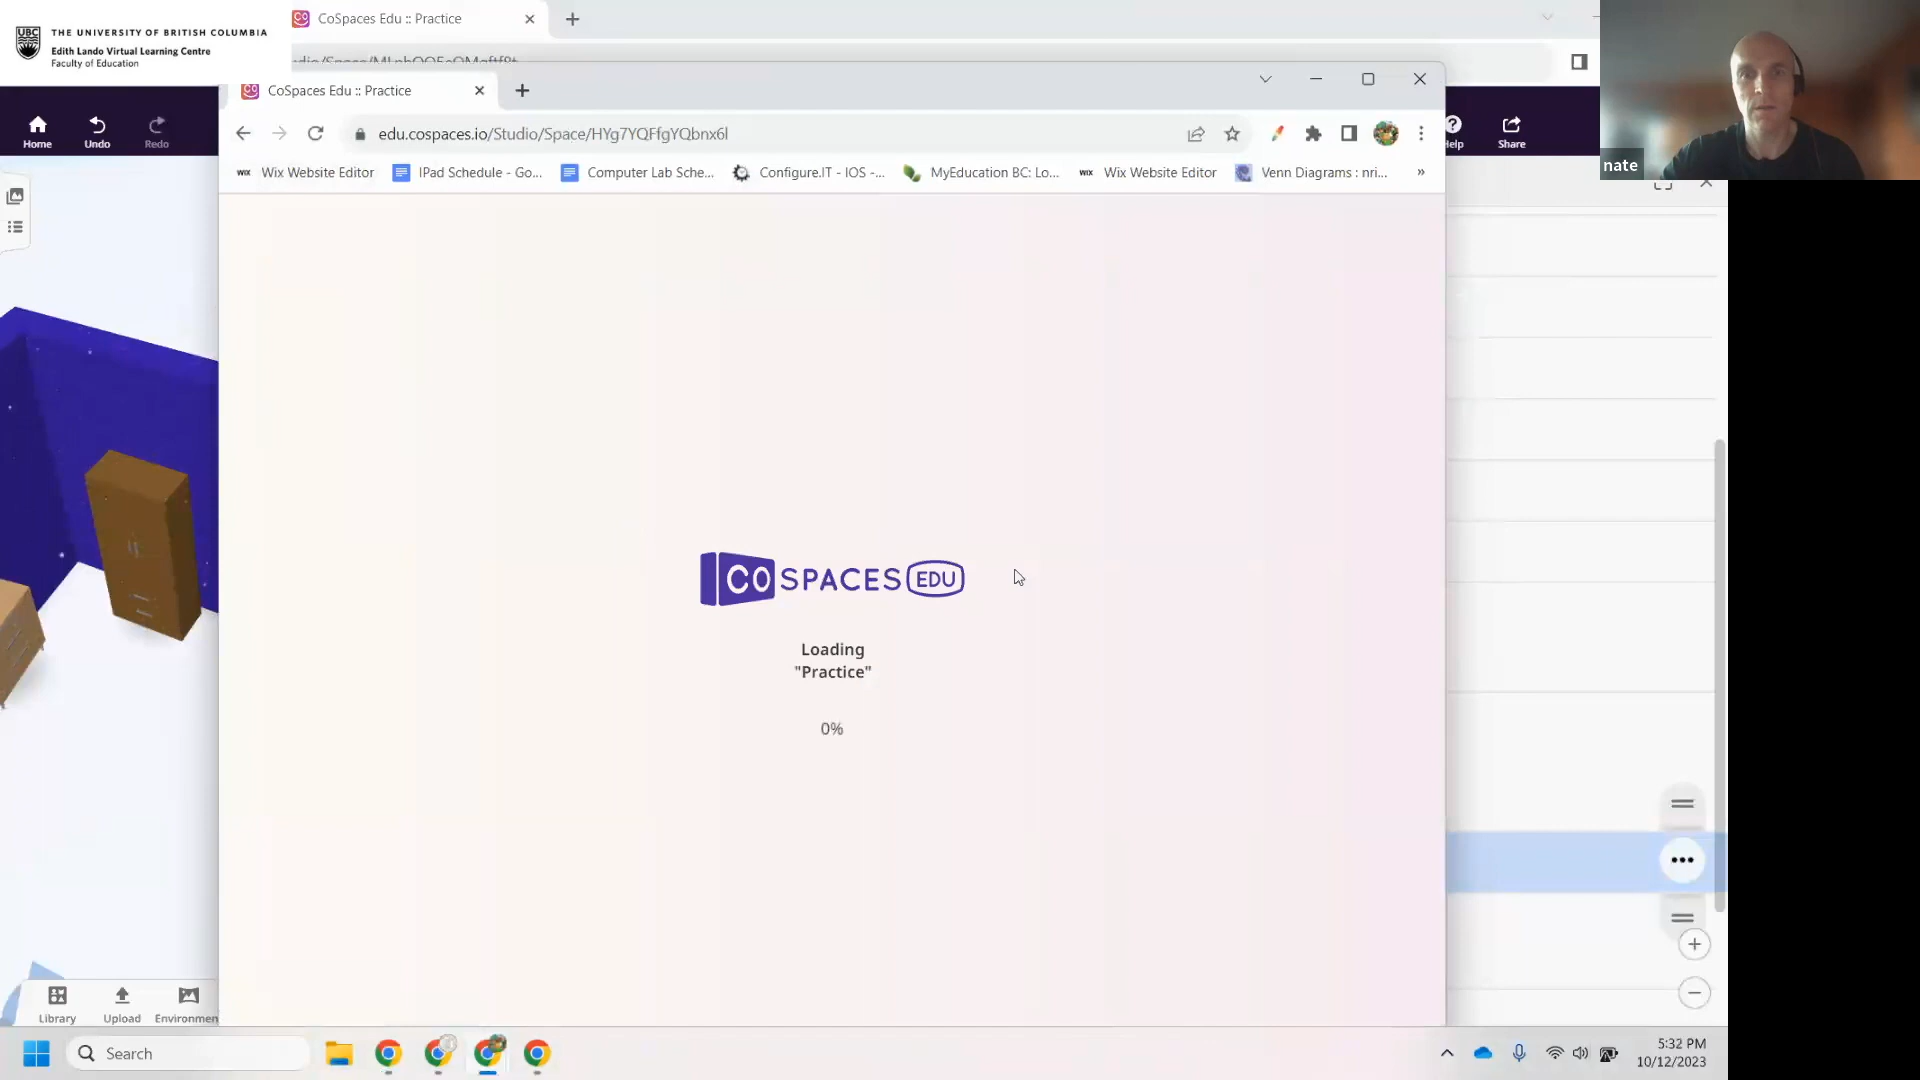 THE UNIVERSITY OF BRITISH COLUMBIA
Edith Lando Virtual Learning Centre
Faculty of Education
CoSpaces Edu :: Practice
CoSpaces Edu :: Practice
edu.cospaces.io/Studio/Space/HYg7YQFfgYQbnx6l
Home
Undo
Redo
Share
nate
WIX Wix Website Editor
IPad Schedule - Go...
Computer Lab Sche...
Configure.IT - IOS -...
MyEducation BC: Lo...
WIX Wix Website Editor
Venn Diagrams : nri...
»
COSPACES EDU
Loading
"Practice"
0%
Library
Upload
Environmen
Search
5:32 PM
10/12/2023